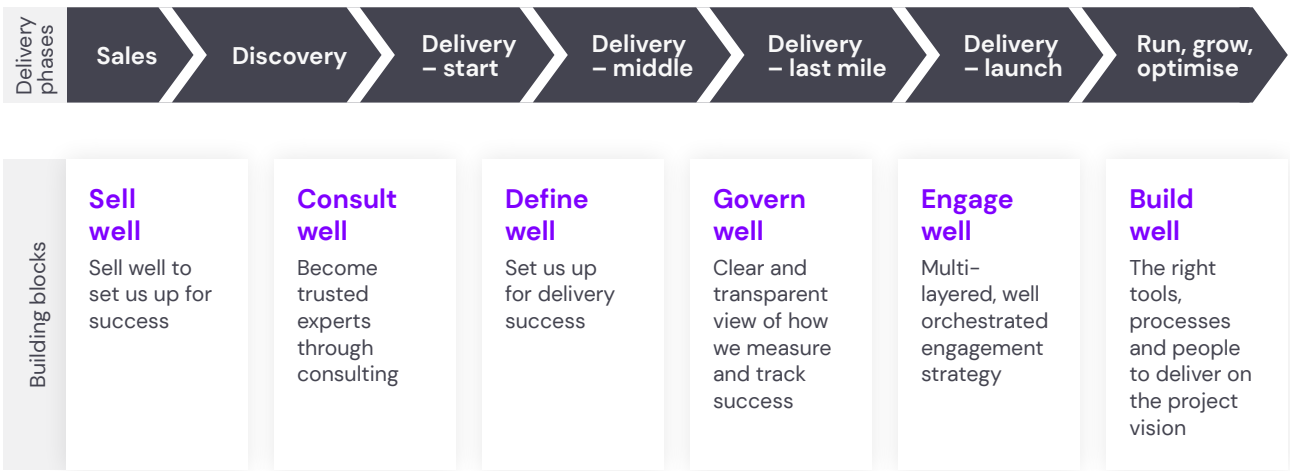 Delivery
phases
Sales
Discovery
Delivery
– start
Delivery
– middle
Delivery
– last mile
Delivery
– launch
Run, grow,
optimise
Building blocks
Sell
well
Sell well to
set us up for
success
Consult
well
Become
trusted
experts
through
consulting
Define
well
Set us up
for delivery
success
Govern
well
Clear and
transparent
view of how
we measure
and track
success
Engage
well
Multi-
layered, well
orchestrated
engagement
strategy
Build
well
The right
tools,
processes
and people
to deliver on
the project
vision